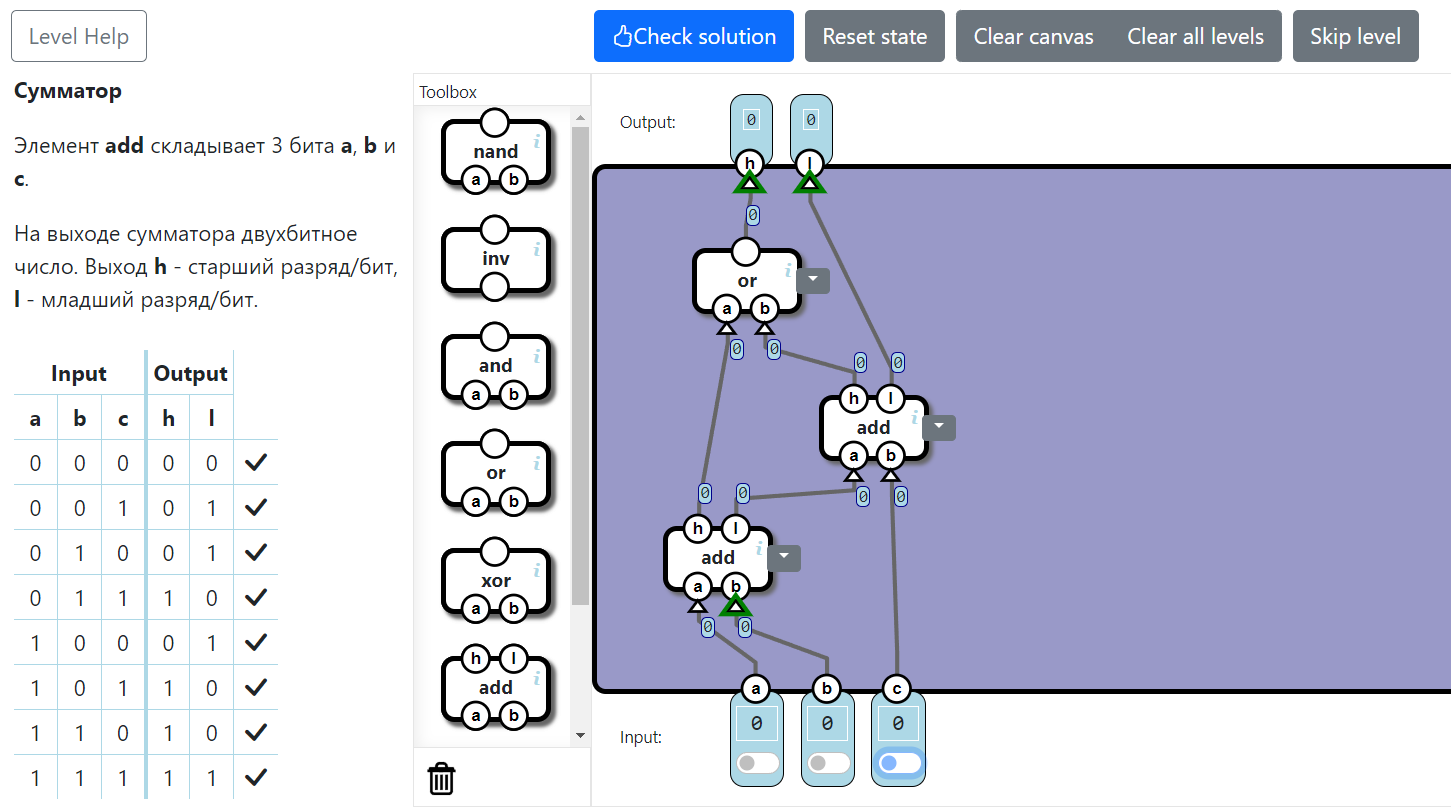 Level Help
Check solution
Reset state
Clear canvas
Clear all levels
Skip level
Сумматор
Элемент add складывает 3 бита a, b и
c.
На выходе сумматора двухбитное
число. Выход h - старший разряд/бит,
l - младший разряд/бит.
Input Output
a b c h l
0 0 0 0 0
0 0 1 0 1
0 1 0 0 1
0 1 1 1 0
1 0 0 0 1
1 0 1 1 0
1 1 0 1 0
1 1 1 1 1
Toolbox
nand
i
a b
inv
i
and
i
a b
or
i
a b
xor
i
a b
h l
add
i
a b
Output:
0 0
h l
0
or
i
a b
0 0
0 0
h l
add
i
a b
0 0
0 0
h l
add
i
a b
0 0
a b c
Input:
0 0 0